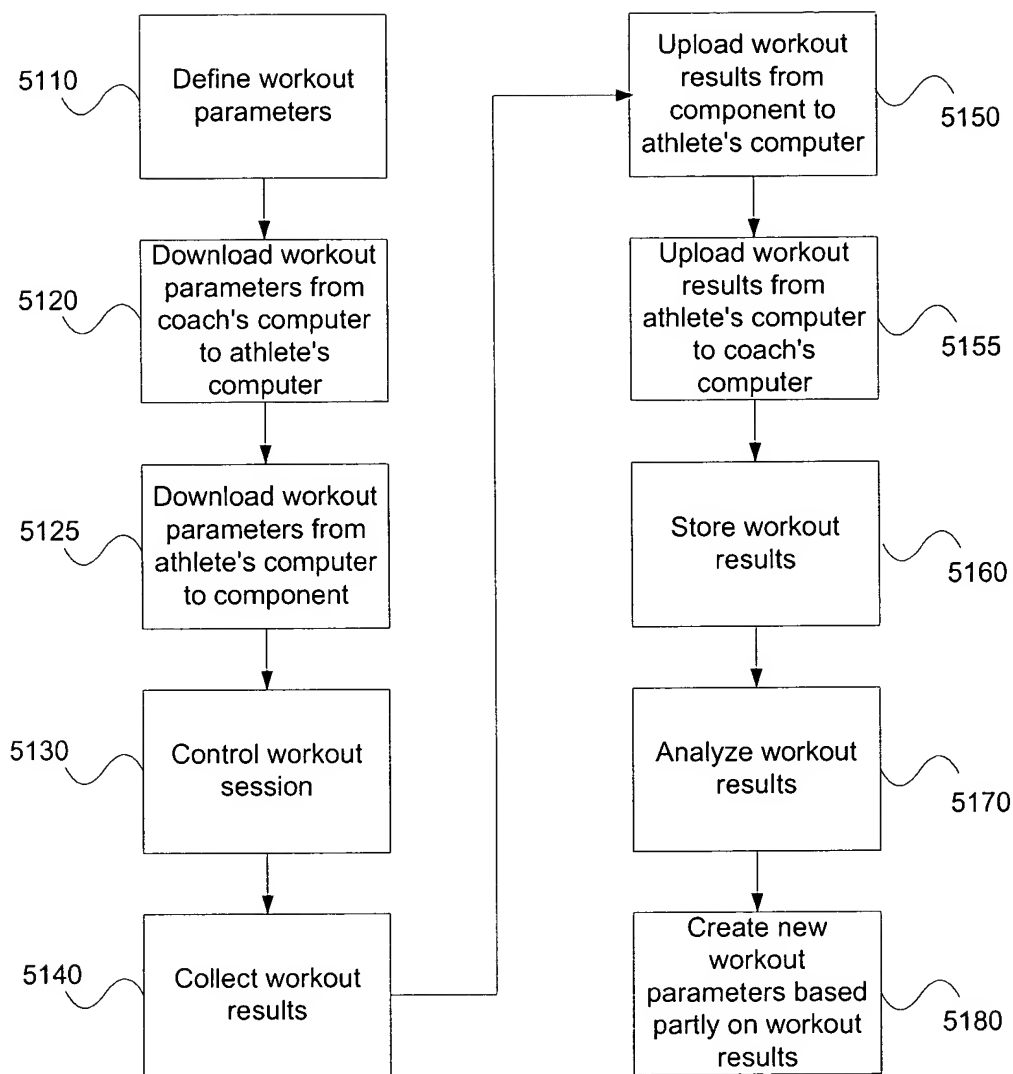 5110
Define workout
parameters
5120
Download workout
parameters from
coach's computer
to athlete's
computer
5125
Download workout
parameters from
athlete's computer
to component
5130
Control workout
session
5140
Collect workout
results
Upload workout
results from
component to
athlete's computer
5150
Upload workout
results from
athlete's computer
to coach's
computer
5155
Store workout
results
5160
Analyze workout
results
5170
Create new
workout
parameters based
partly on workout
results
5180